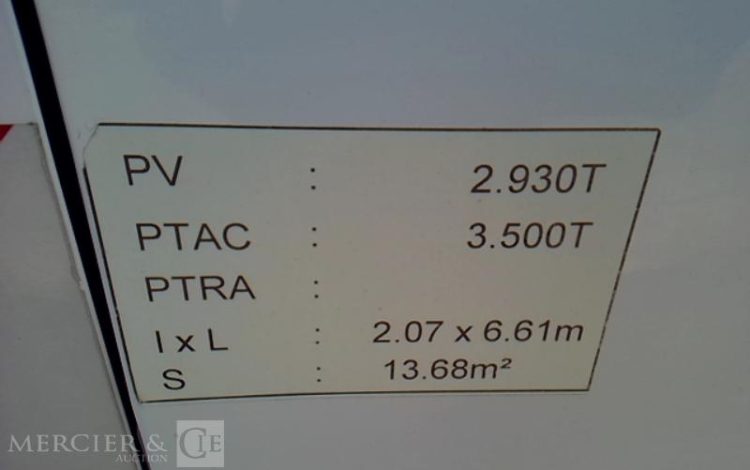 PV : 2.930T
PTAC : 3.500T
PTRA :
l x L : 2.07 x 6.61m
S : 13.68m²
MERCIER & CIE
AUCTION